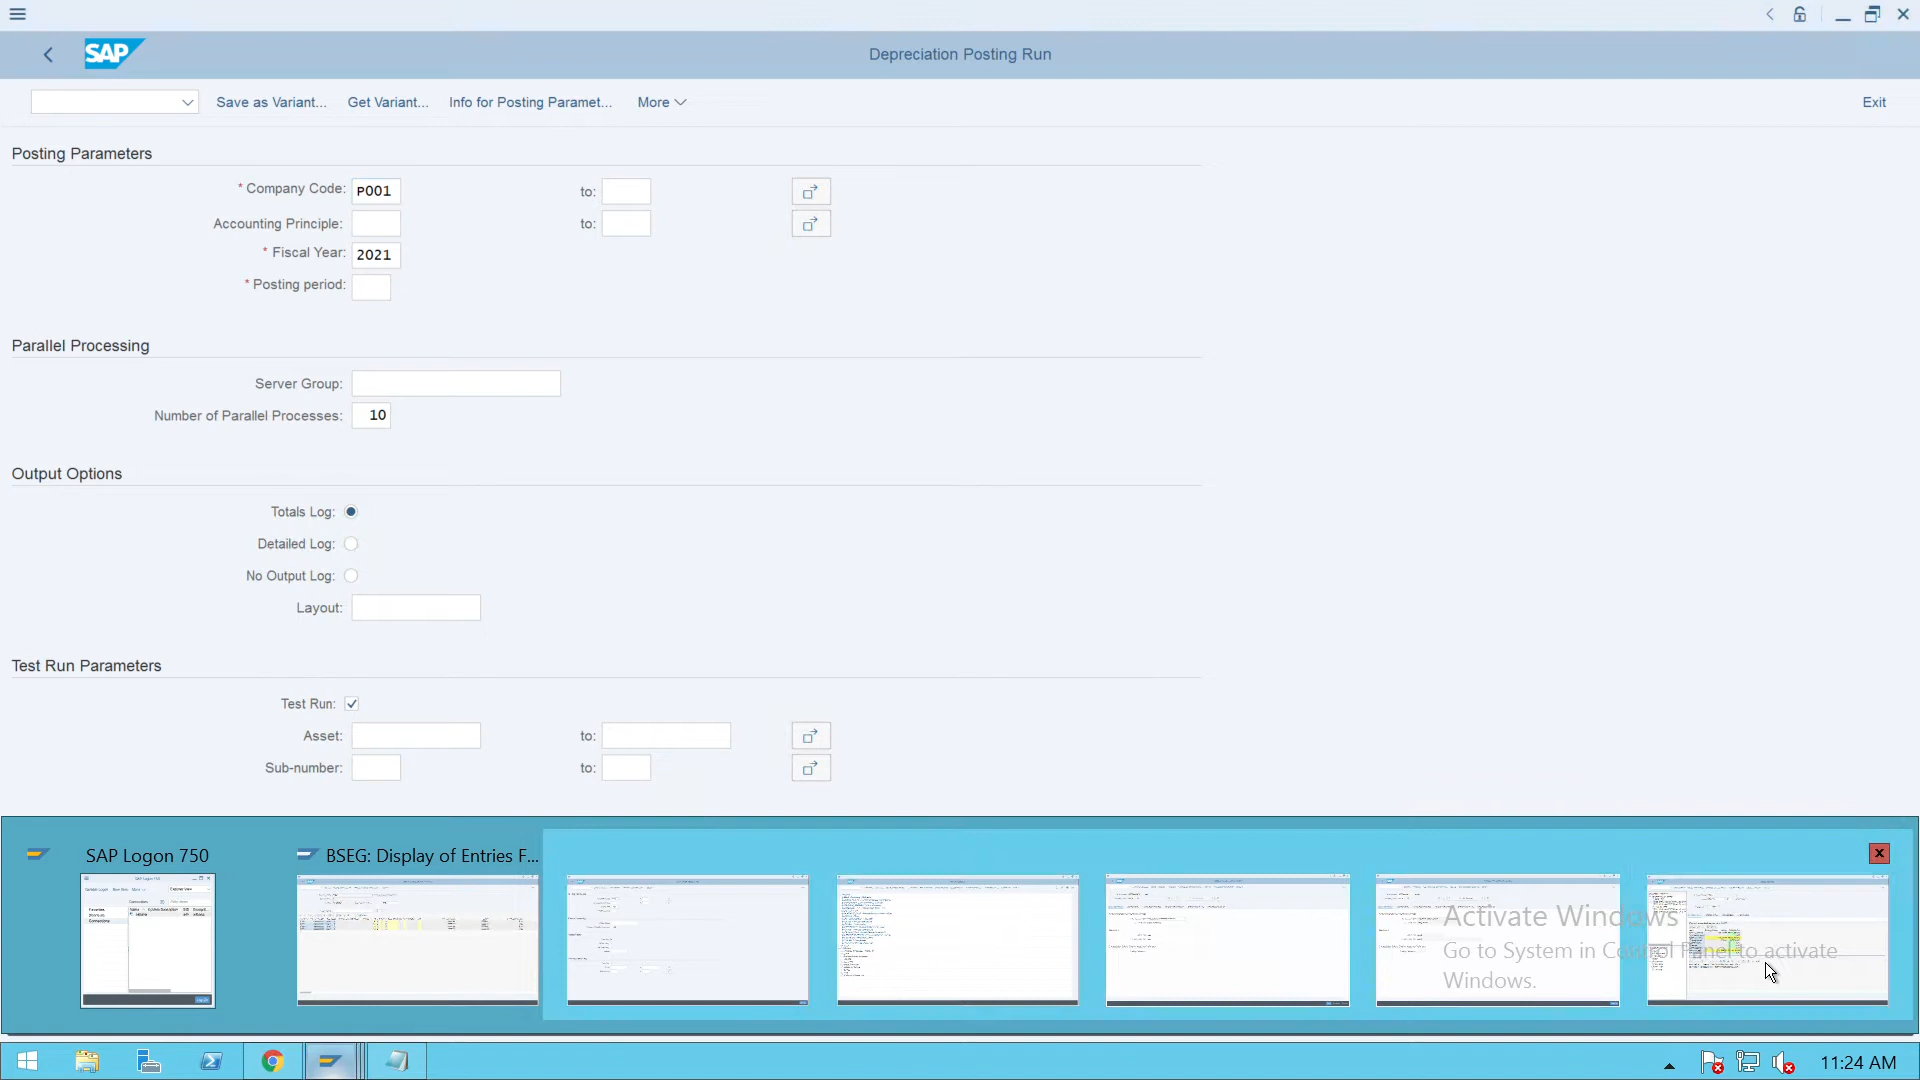 SAP
Depreciation Posting Run
Save as Variant...
Get Variant...
Info for Posting Paramet...
More
Exit
Posting Parameters
* Company Code: P001 to:
Accounting Principle: to:
* Fiscal Year: 2021
* Posting period:
Parallel Processing
Server Group:
Number of Parallel Processes: 10
Output Options
Totals Log:
Detailed Log:
No Output Log:
Layout:
Test Run Parameters
Test Run:
Asset: to:
Sub-number: to:
SAP Logon 750
BSEG: Display of Entries F...
Activate Windows
Go to System in Control Panel to activate
Windows.
11:24 AM